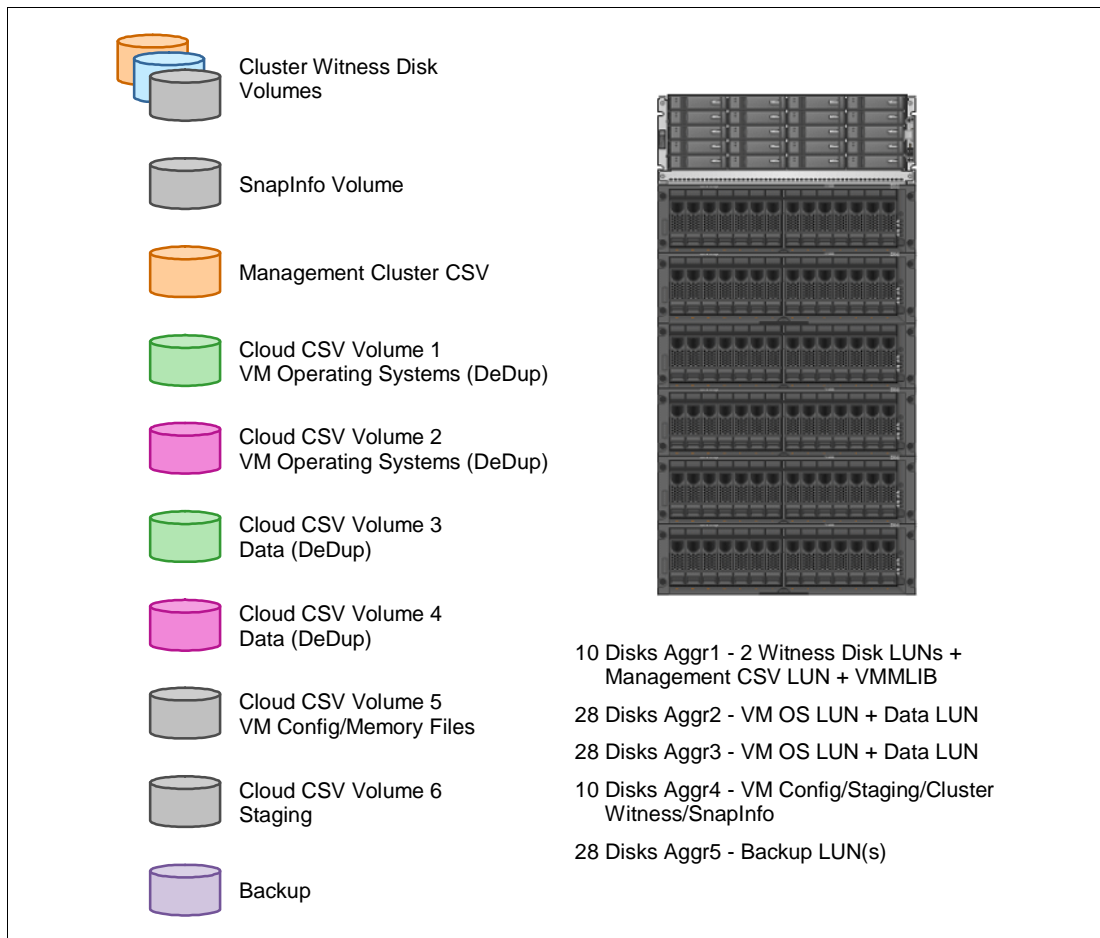 Cluster Witness Disk
Volumes
SnapInfo Volume
Management Cluster CSV
Cloud CSV Volume 1
VM Operating Systems (DeDup)
Cloud CSV Volume 2
VM Operating Systems (DeDup)
Cloud CSV Volume 3
Data (DeDup)
Cloud CSV Volume 4
Data (DeDup)
Cloud CSV Volume 5
VM Config/Memory Files
Cloud CSV Volume 6
Staging
Backup
10 Disks Aggr1 - 2 Witness Disk LUNs +
Management CSV LUN + VMMLIB
28 Disks Aggr2 - VM OS LUN + Data LUN
28 Disks Aggr3 - VM OS LUN + Data LUN
10 Disks Aggr4 - VM Config/Staging/Cluster
Witness/SnapInfo
28 Disks Aggr5 - Backup LUN(s)